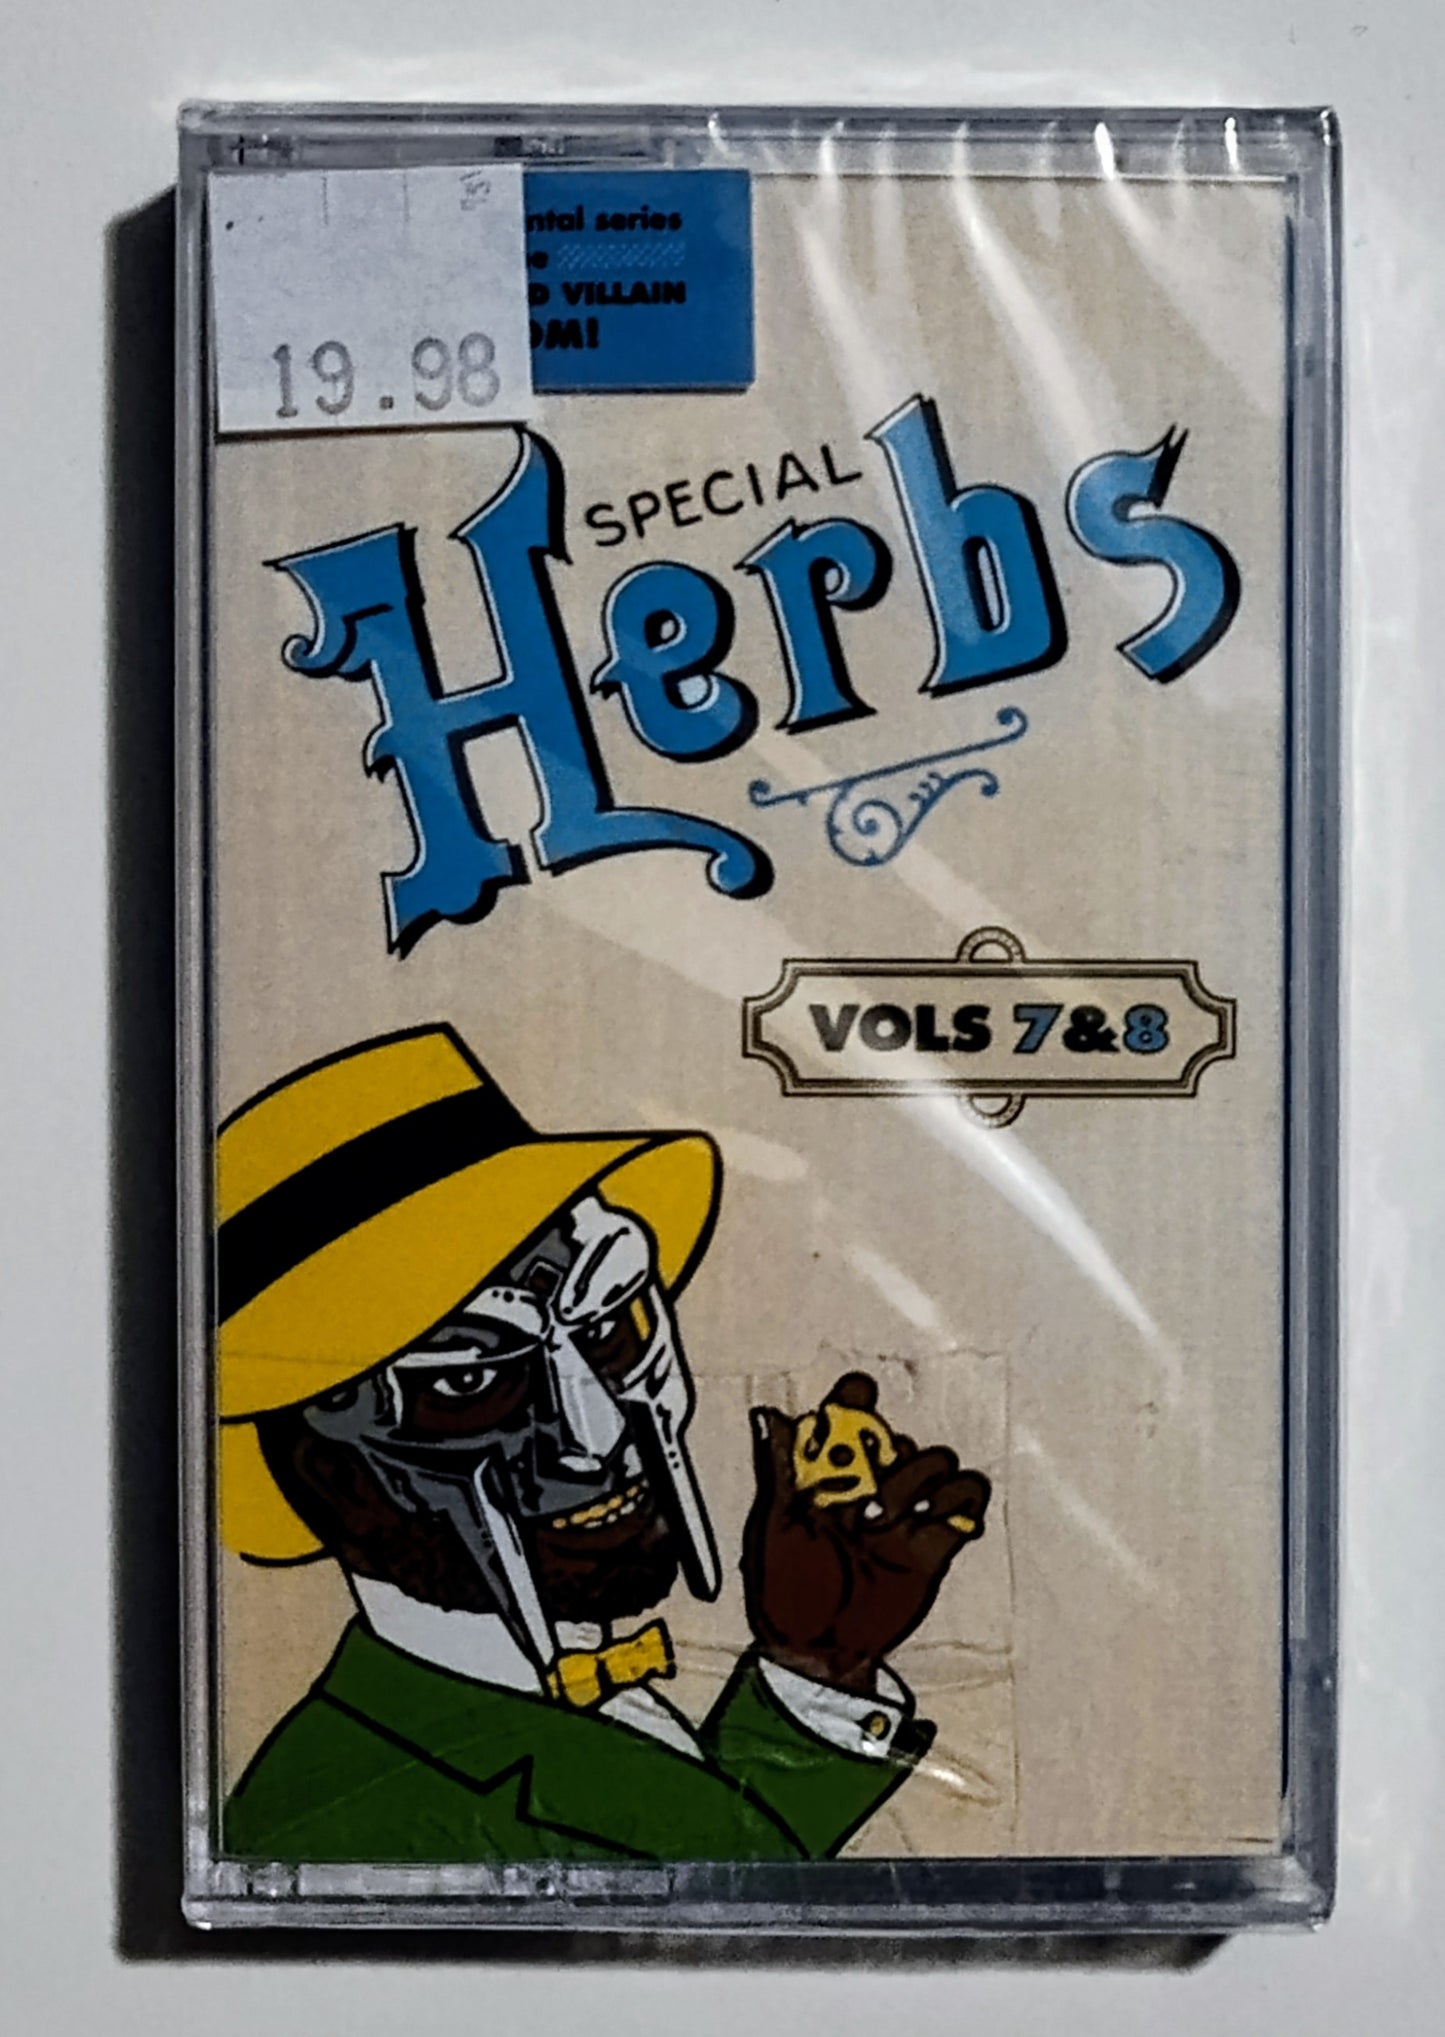 ntal series
VILLAIN
OM!
19.98
SPECIAL
Herbs
VOLS 7&8